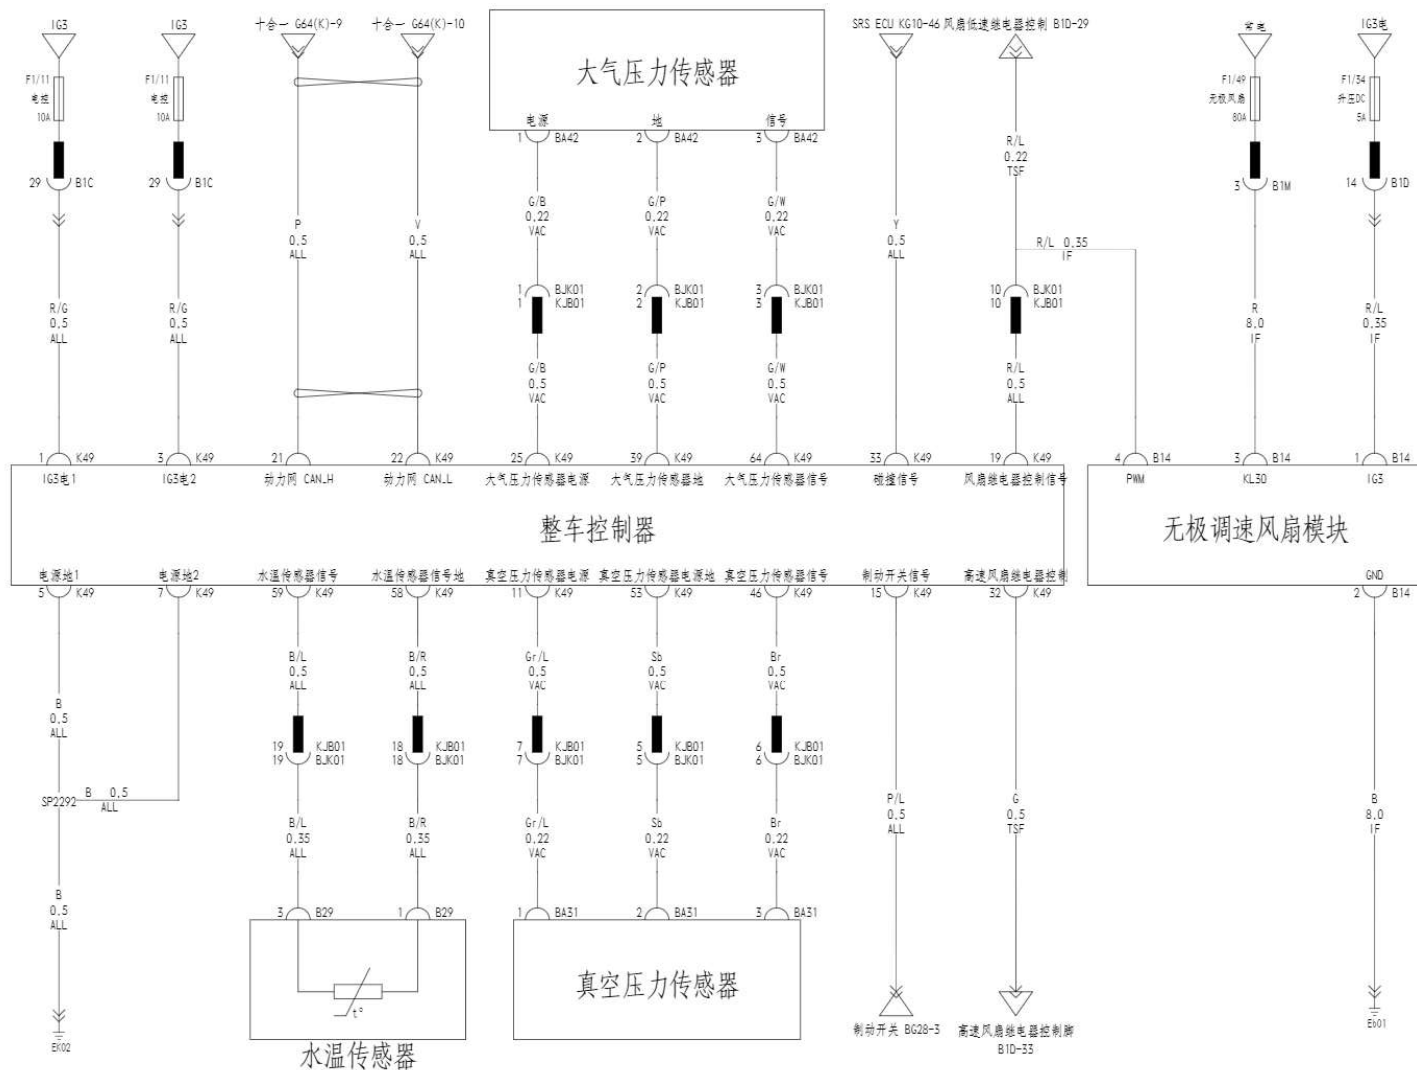 IG3
IG3
十合一 G64(K)-9
十合一 G64(K)-10
SRS ECU KG10-46
风扇低速继电器控制 B1D-29
常电
IG3电
大气压力传感器
F1/11
电控
10A
F1/11
电控
10A
F1/49
无极风扇
80A
F1/34
升压DC
5A
电源
地
信号
1 BA42
2 BA42
3 BA42
R/L
0.22
TSF
29 B1C
29 B1C
3 B1M
14 B1D
G/B
0.22
VAC
G/P
0.22
VAC
G/W
0.22
VAC
P
0.5
ALL
V
0.5
ALL
Y
0.5
ALL
R/L 0.35
IF
1 BJK01
1 KJB01
2 BJK01
2 KJB01
3 BJK01
3 KJB01
10 BJK01
10 KJB01
R/G
0.5
ALL
R/G
0.5
ALL
R
8.0
IF
R/L
0.35
IF
G/B
0.5
VAC
G/P
0.5
VAC
G/W
0.5
VAC
R/L
0.5
ALL
1 K49
3 K49
21 K49
22 K49
25 K49
39 K49
64 K49
33 K49
19 K49
4 B14
3 B14
1 B14
IG3电1
IG3电2
动力网 CAN_H
动力网 CAN_L
大气压力传感器电源
大气压力传感器地
大气压力传感器信号
碰撞信号
风扇继电器控制信号
PWM
KL30
IG3
整车控制器
无极调速风扇模块
电源地1
电源地2
水温传感器信号
水温传感器信号地
真空压力传感器电源
真空压力传感器电源地
真空压力传感器信号
制动开关信号
高速风扇继电器控制
GND
5 K49
7 K49
59 K49
58 K49
11 K49
53 K49
46 K49
15 K49
32 K49
2 B14
B/L
0.5
ALL
B/R
0.5
ALL
Gr/L
0.5
VAC
Sb
0.5
VAC
Br
0.5
VAC
B
0.5
ALL
19 KJB01
19 BJK01
18 KJB01
18 BJK01
7 KJB01
7 BJK01
5 KJB01
5 BJK01
6 KJB01
6 BJK01
SP2292
B 0.5
ALL
B/L
0.35
ALL
B/R
0.35
ALL
Gr/L
0.22
VAC
Sb
0.22
VAC
Br
0.22
VAC
P/L
0.5
ALL
G
0.5
TSF
B
8.0
IF
B
0.5
ALL
3 B29
1 B29
1 BA31
2 BA31
3 BA31
真空压力传感器
t°
EK02
水温传感器
制动开关 BG28-3
高速风扇继电器控制脚
B1D-33
Eb01